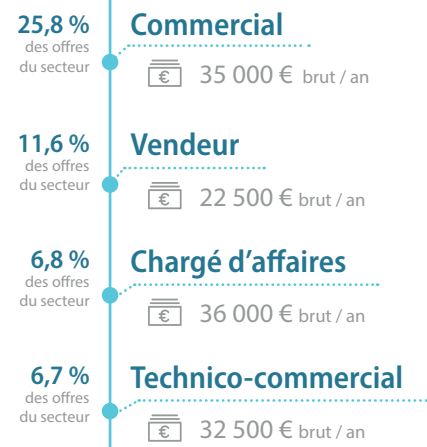 25,8 %
des offres
du secteur
Commercial
€ 35 000 € brut / an
11,6 %
des offres
du secteur
Vendeur
€ 22 500 € brut / an
6,8 %
des offres
du secteur
Chargé d'affaires
€ 36 000 € brut / an
6,7 %
des offres
du secteur
Technico-commercial
€ 32 500 € brut / an